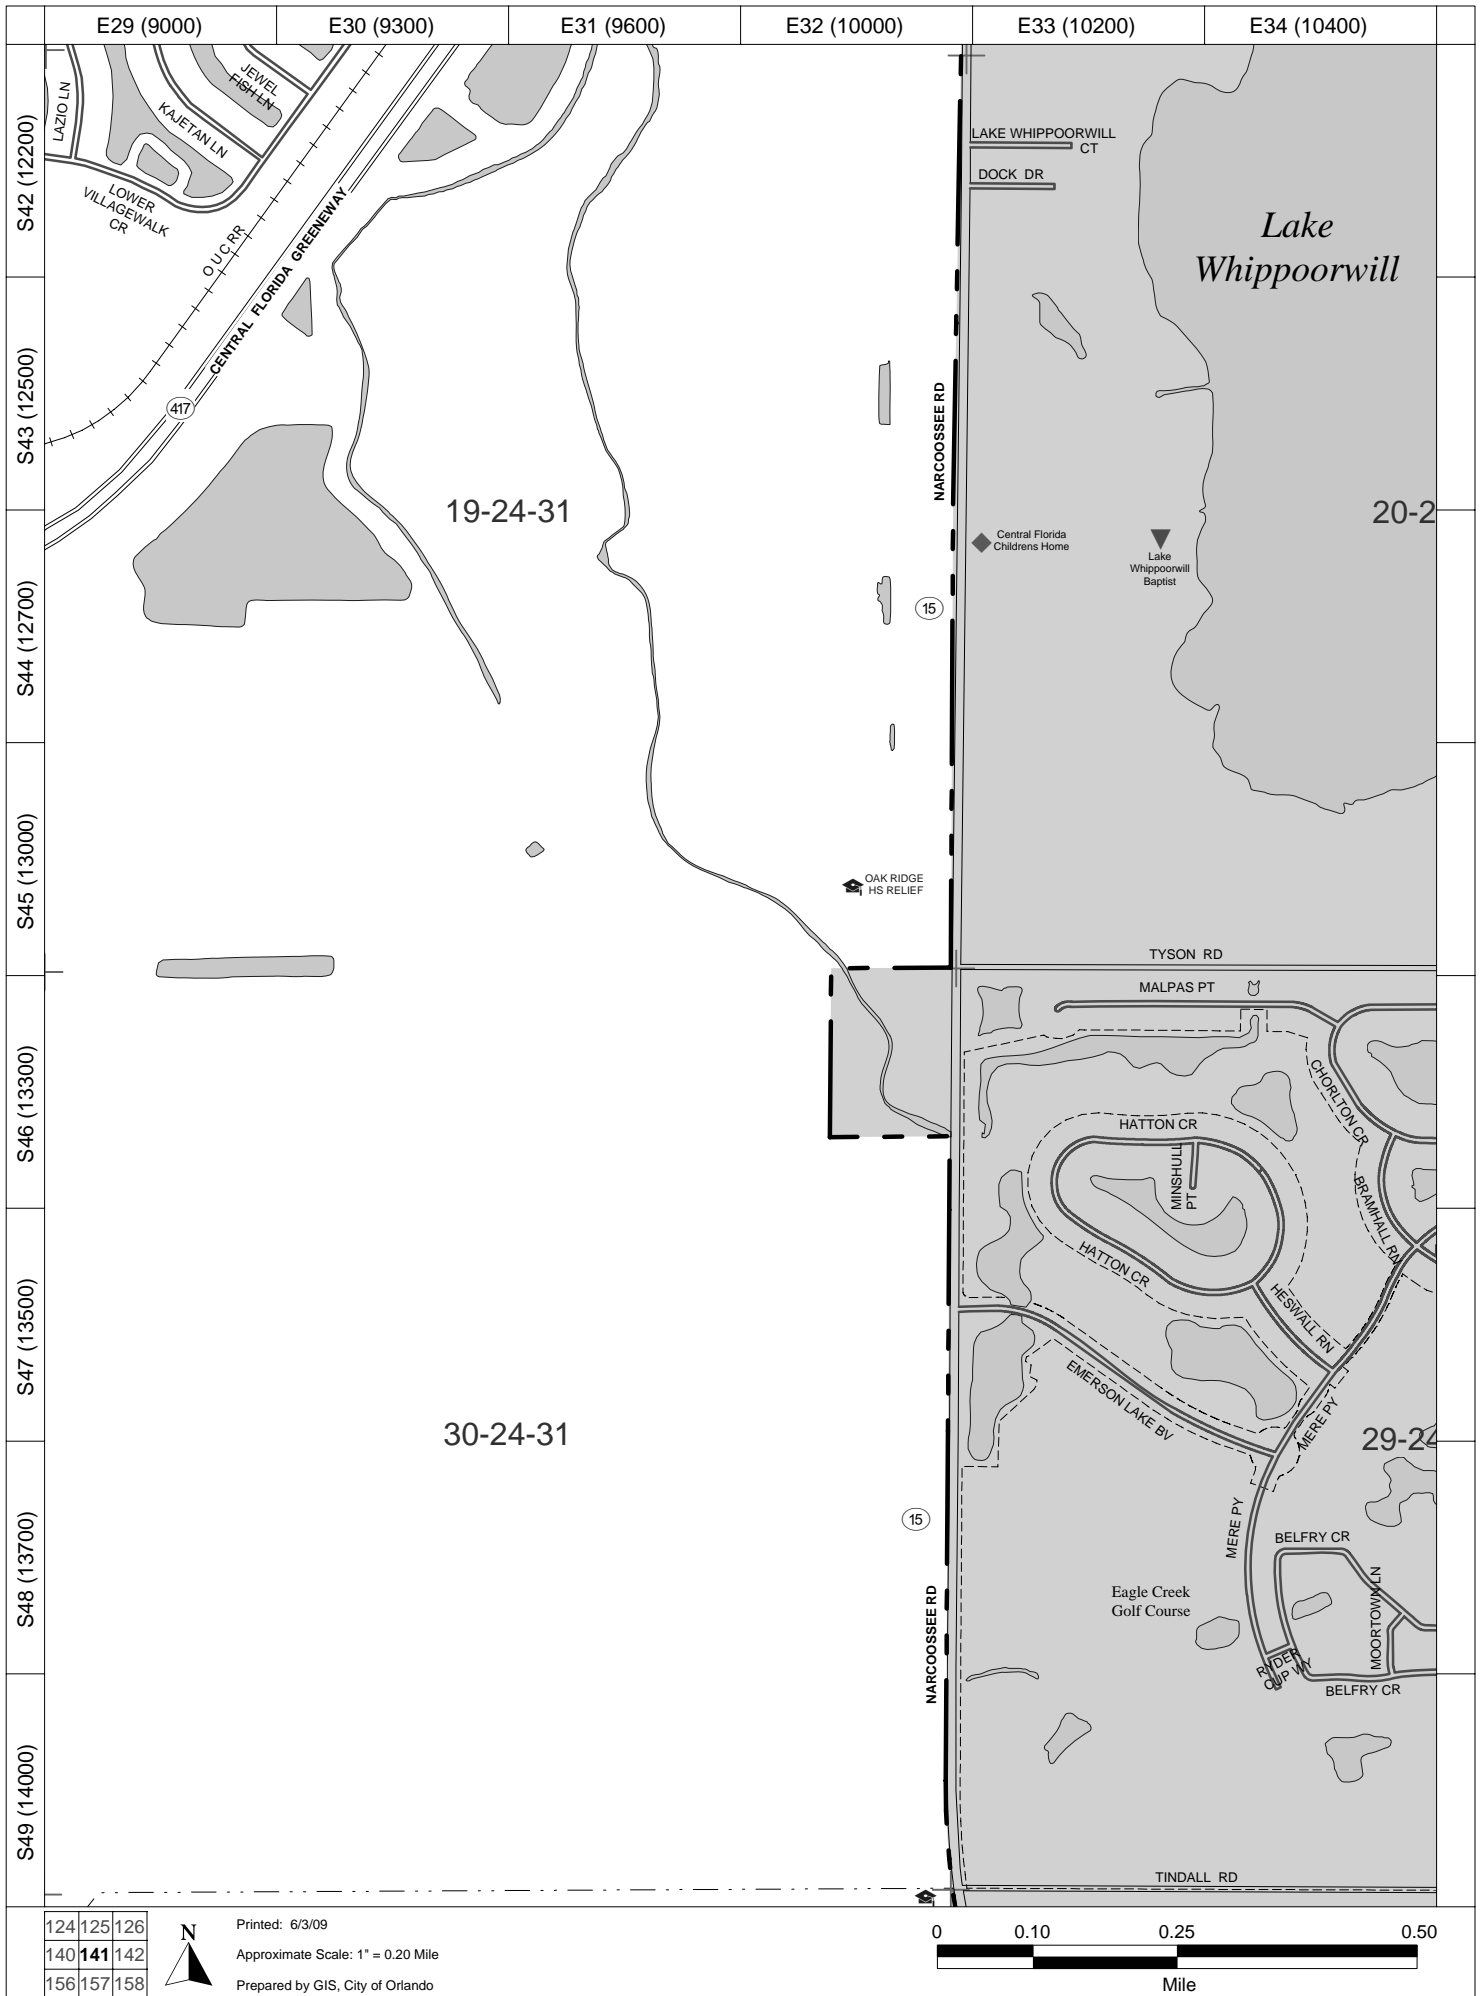 E29 (9000)
E30 (9300)
E31 (9600)
E32 (10000)
E33 (10200)
E34 (10400)
S42 (12200)
S43 (12500)
S44 (12700)
S45 (13000)
S46 (13300)
S47 (13500)
S48 (13700)
S49 (14000)
LAZIO LN
JEWEL
FISH LN
KAJETAN LN
LOWER
VILLAGEWALK
CR
O U C RR
CENTRAL FLORIDA GREENEWAY
417
LAKE WHIPPOORWILL
CT
DOCK DR
Lake
Whippoorwill
NARCOOSSEE RD
19-24-31
20-2
Central Florida
Childrens Home
Lake
Whippoorwill
Baptist
15
OAK RIDGE
HS RELIEF
TYSON RD
MALPAS PT
CHORLTON CR
HATTON CR
MINSHULL
PT
BRAMHALL RN
HATTON CR
HESWALL RN
EMERSON LAKE BV
MERE PY
30-24-31
29-24
15
MERE PY
BELFRY CR
MOORTOWN LN
Eagle Creek
Golf Course
NARCOOSSEE RD
RYDER
CUP WY
BELFRY CR
TINDALL RD
124 125 126
140 141 142
156 157 158
N
Printed: 6/3/09
Approximate Scale: 1" = 0.20 Mile
Prepared by GIS, City of Orlando
0 0.10 0.25 0.50
Mile